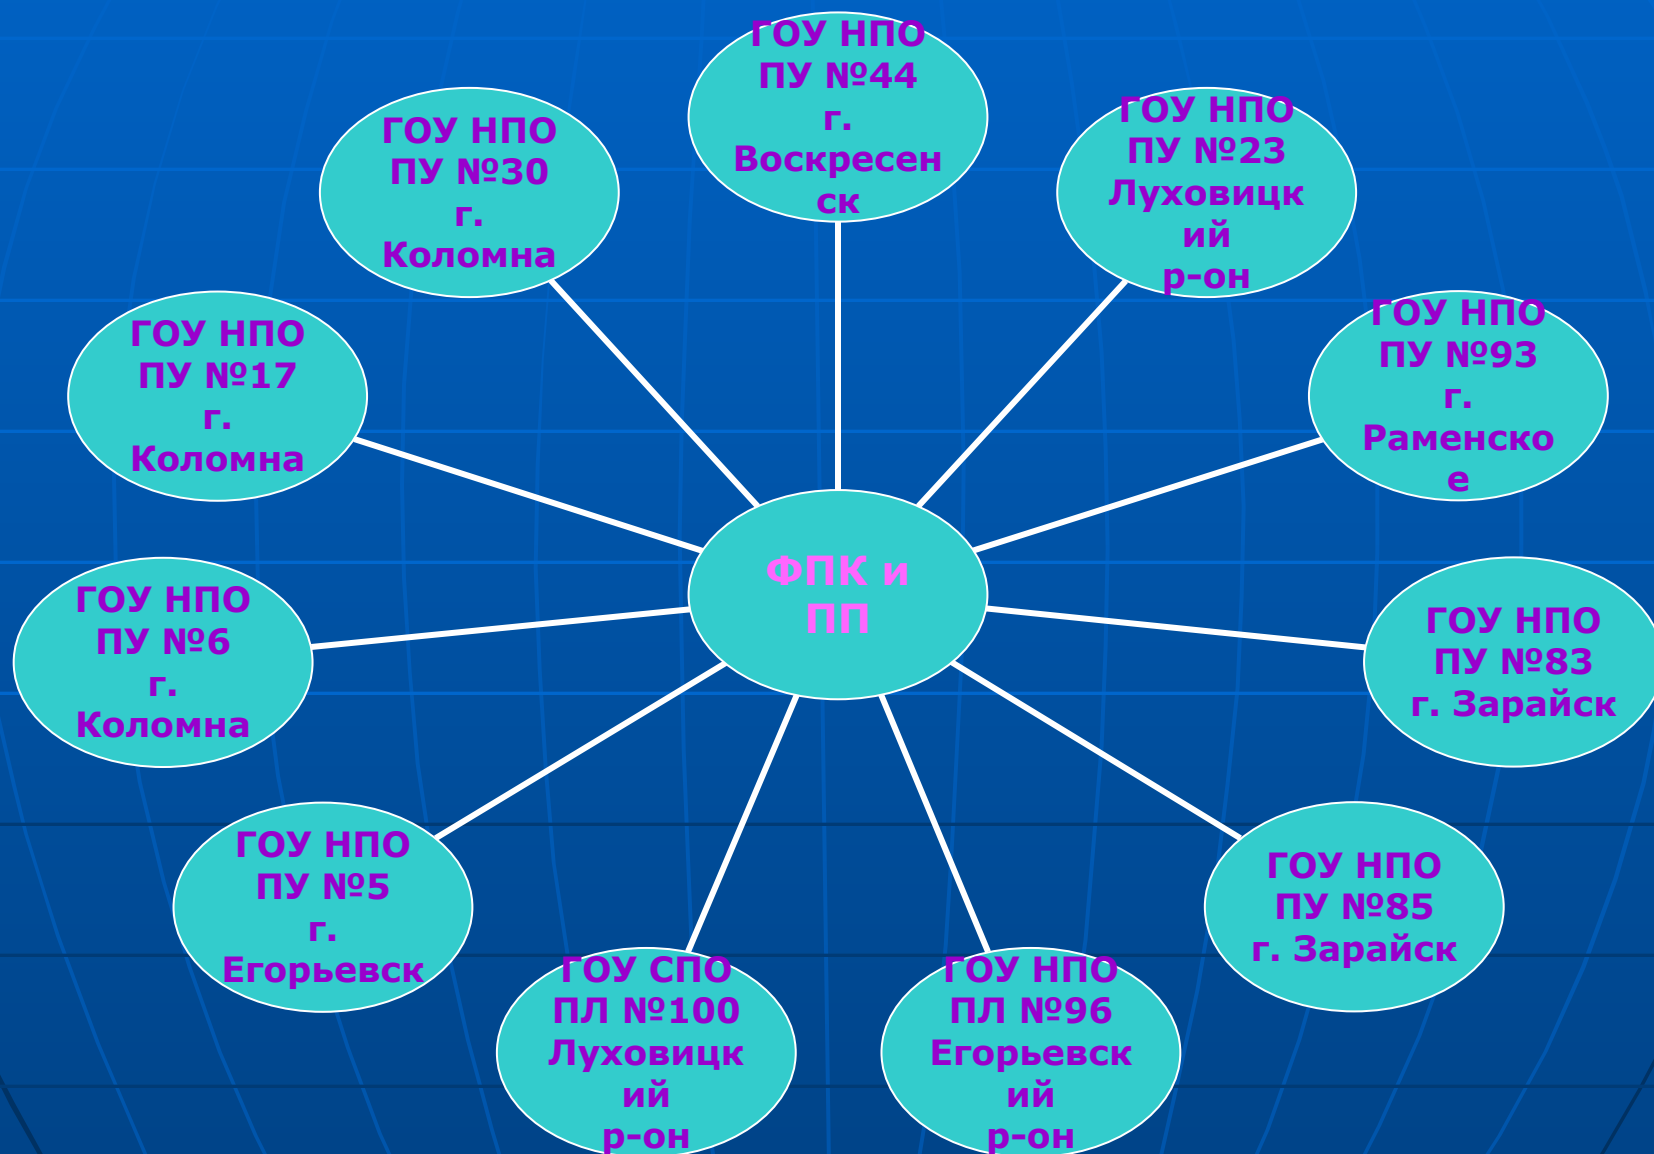 ГОУ НПО
ПУ №44
г.
Воскресен
ск
ГОУ НПО
ПУ №23
Луховицк
ий
р-он
ГОУ НПО
ПУ №93
г.
Раменско
е
ГОУ НПО
ПУ №83
г. Зарайск
ГОУ НПО
ПУ №85
г. Зарайск
ГОУ НПО
ПЛ №96
Егорьевск
ий
р-он
ГОУ СПО
ПЛ №100
Луховицк
ий
р-он
ГОУ НПО
ПУ №5
г.
Егорьевск
ГОУ НПО
ПУ №6
г.
Коломна
ГОУ НПО
ПУ №17
г.
Коломна
ГОУ НПО
ПУ №30
г.
Коломна
ФПК и
ПП